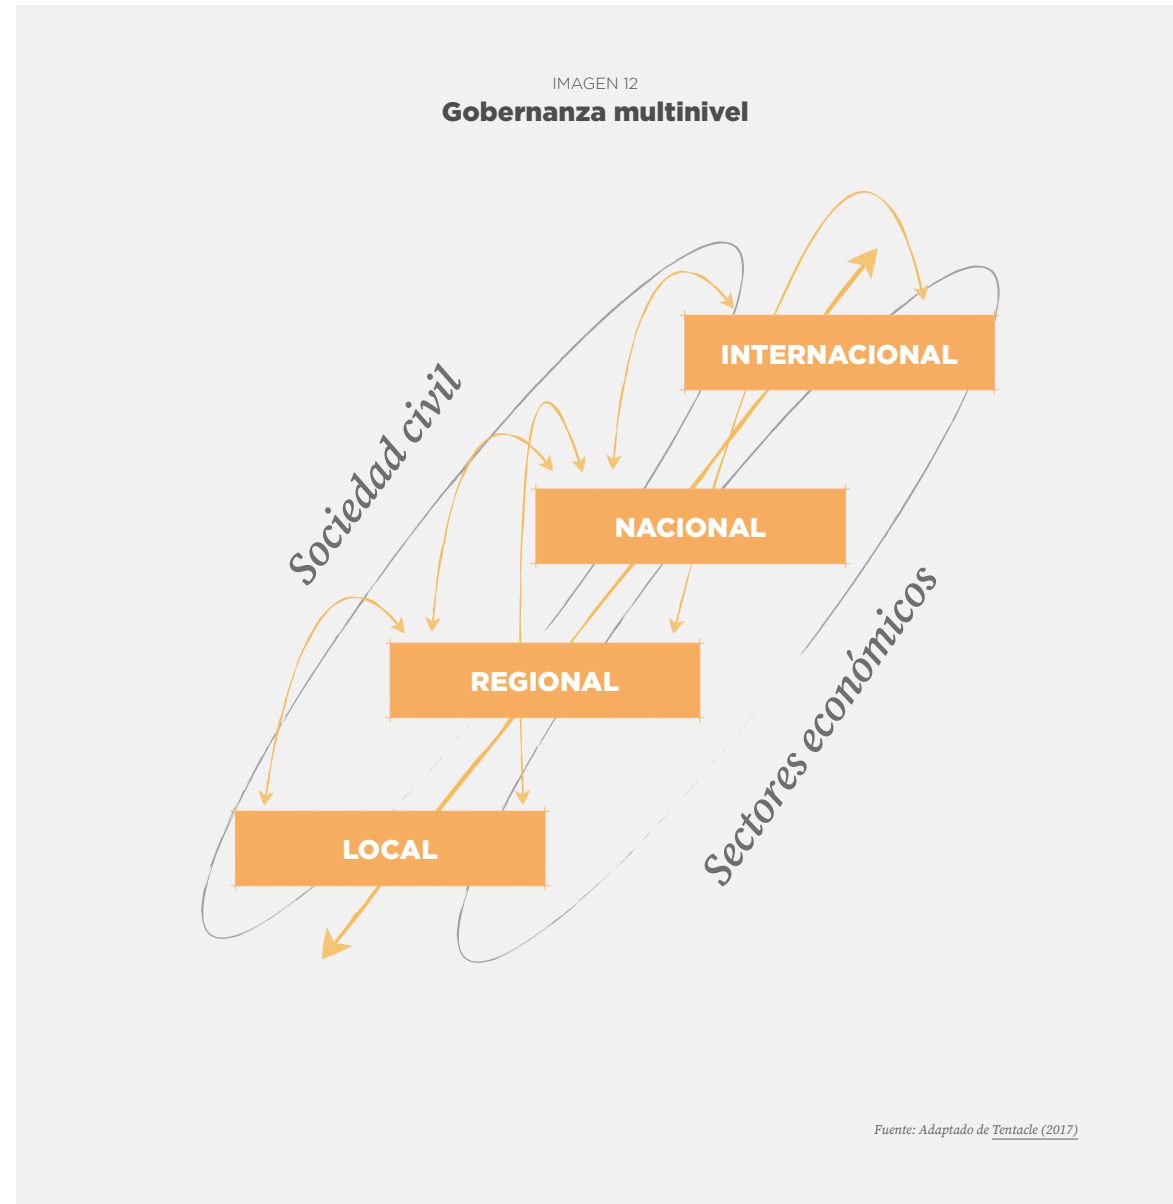 IMAGEN 12
Gobernanza multinivel
INTERNACIONAL
Sociedad civil
NACIONAL
Sectores económicos
REGIONAL
LOCAL
Fuente: Adaptado de Tentacle (2017)